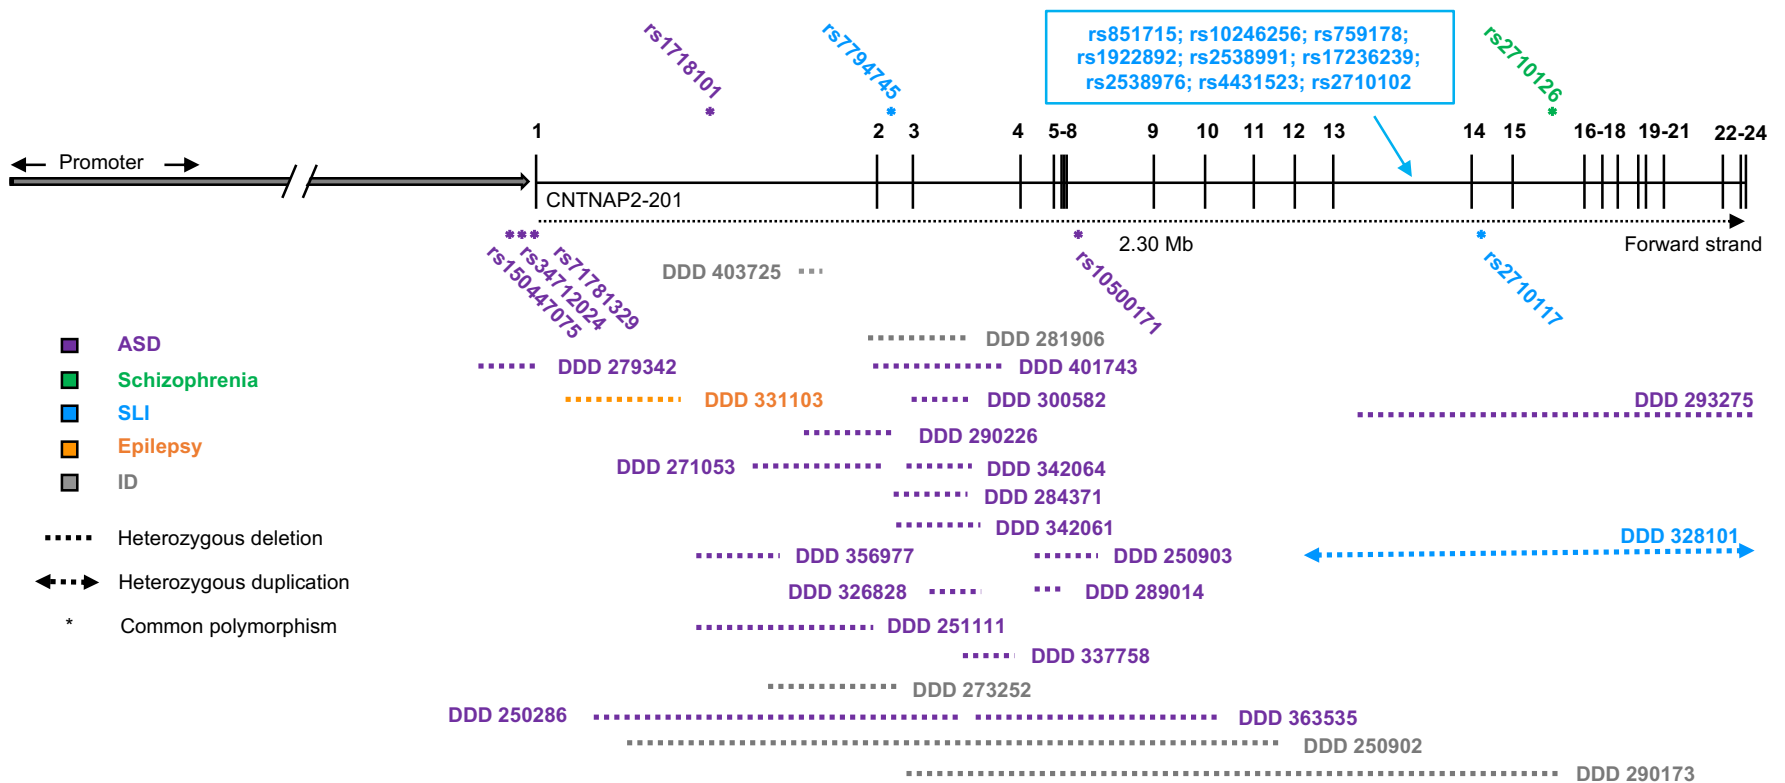 rs1718101
rs7794745
rs851715; rs10246256; rs759178;
rs1922892; rs2538991; rs17236239;
rs2538976; rs4431523; rs2710102
rs2710126
*
*
*
1
2
3
4
5-8
9
10
11
12
13
14
15
16-18
19-21
22-24
Promoter
CNTNAP2-201
2.30 Mb
Forward strand
* * *
*
*
rs150447075
rs34712024
rs71781329
rs10500171
rs2710117
DDD 403725
DDD 281906
DDD 279342
DDD 401743
DDD 331103
DDD 300582
DDD 293275
DDD 290226
DDD 271053
DDD 342064
DDD 284371
DDD 342061
DDD 328101
DDD 356977
DDD 250903
DDD 326828
DDD 289014
DDD 251111
DDD 337758
DDD 273252
DDD 250286
DDD 363535
DDD 250902
DDD 290173
ASD
Schizophrenia
SLI
Epilepsy
ID
Heterozygous deletion
Heterozygous duplication
* Common polymorphism